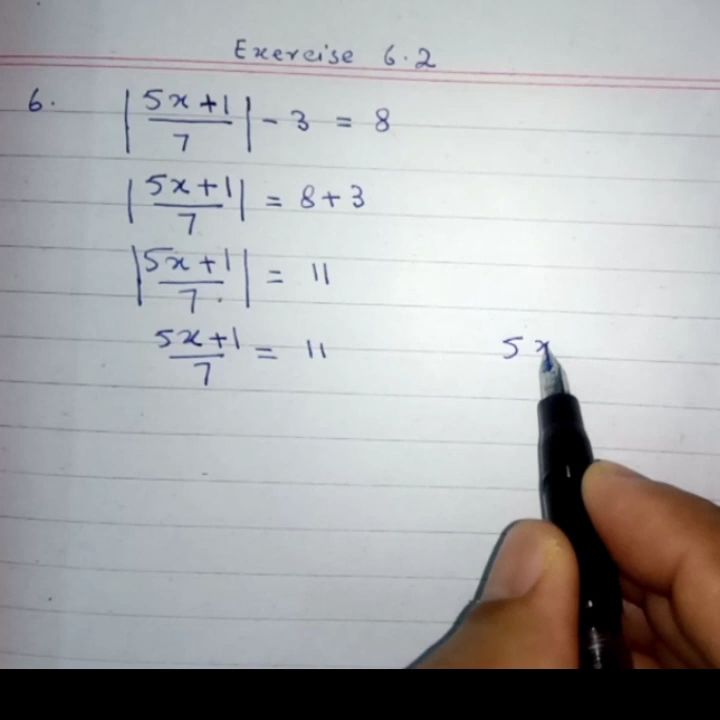 Exercise 6.2
6. |5x+1/7| - 3 = 8
|5x+1/7| = 8+3
|5x+1/7| = 11
5x+1/7 = 11 5x